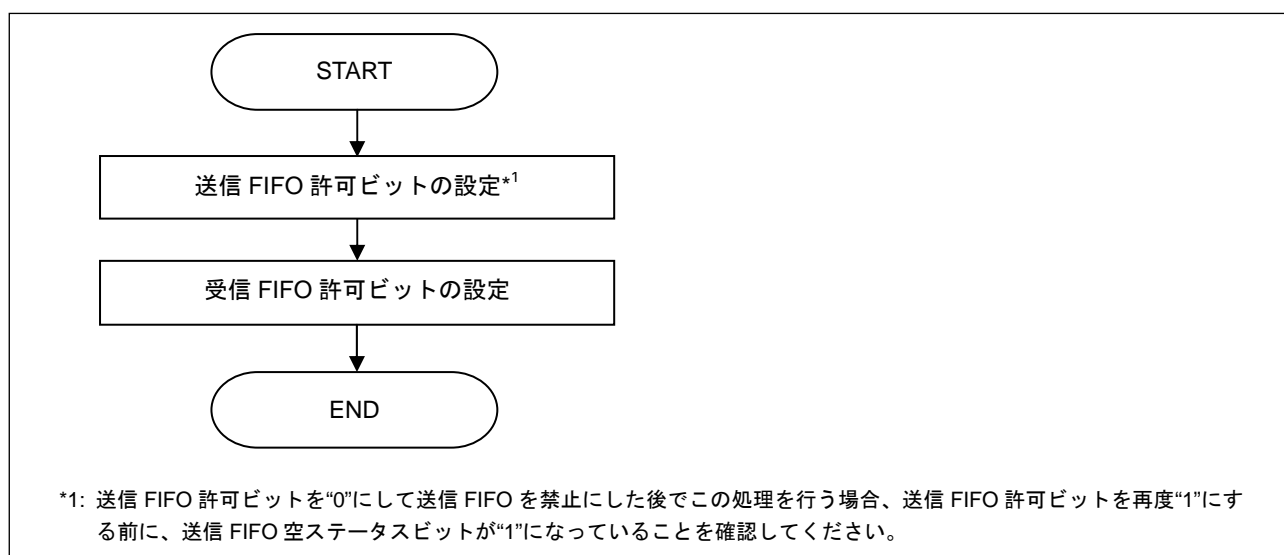 START
送信 FIFO 許可ビットの設定*1
受信 FIFO 許可ビットの設定
END
*1: 送信 FIFO 許可ビットを“0”にして送信 FIFO を禁止にした後でこの処理を行う場合、送信 FIFO 許可ビットを再度“1”にす
る前に、送信 FIFO 空ステータスビットが“1”になっていることを確認してください。